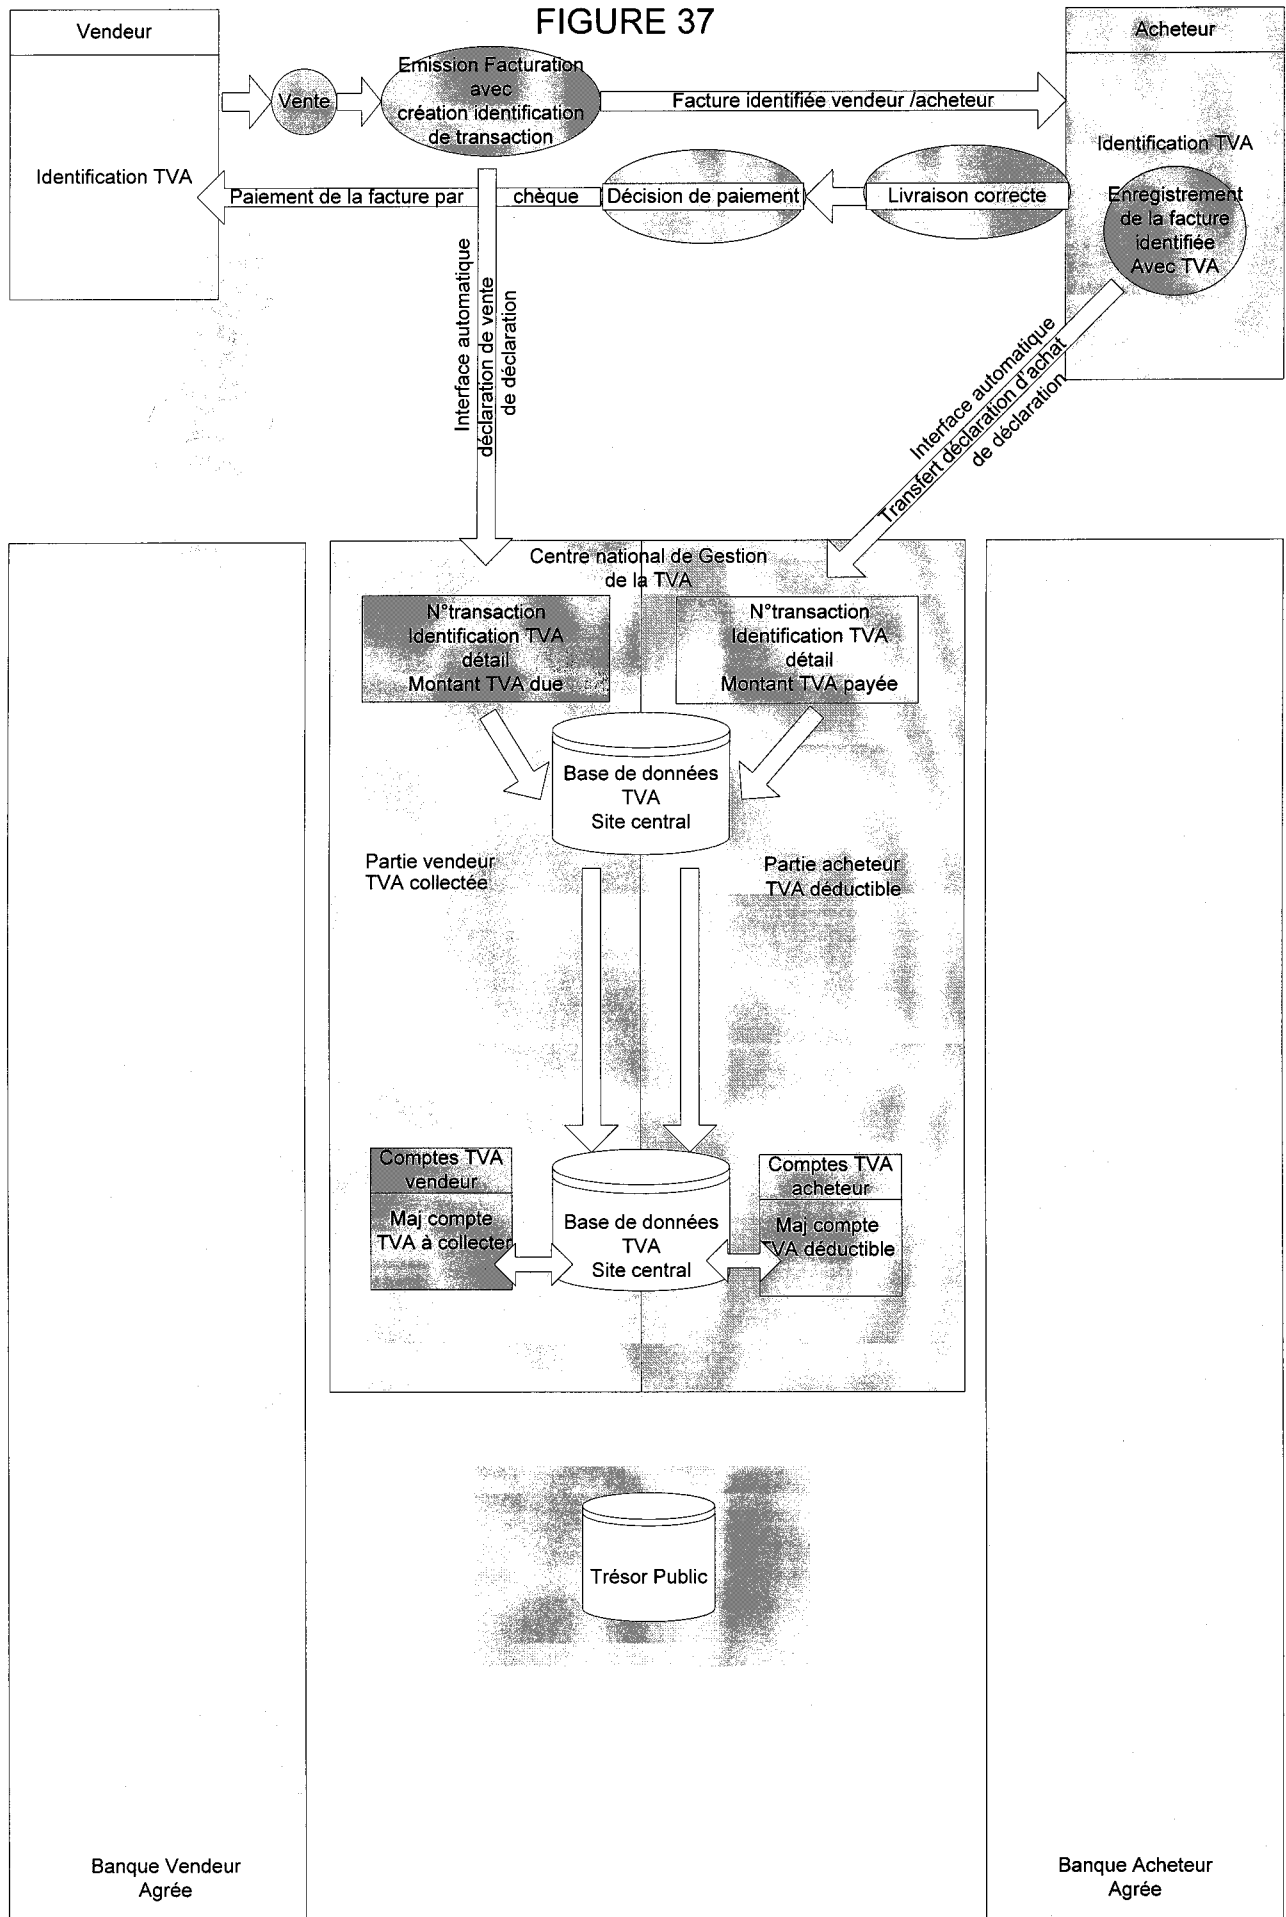 FIGURE 37
Vendeur
Identification TVA
Vente
Emission Facturation
avec
création identification
de transaction
Facture identifiée vendeur /acheteur
Acheteur
Identification TVA
Enregistrement
de la facture
identifiée
Avec TVA
Livraison correcte
Décision de paiement
Paiement de la facture par chèque
Interface automatique
déclaration de vente
de déclaration
Interface automatique
Transfert déclaration d'achat
de déclaration
Centre national de Gestion
de la TVA
N°transaction
Identification TVA
détail
Montant TVA due
N°transaction
Identification TVA
détail
Montant TVA payée
Base de données
TVA
Site central
Partie vendeur
TVA collectée
Partie acheteur
TVA déductible
Comptes TVA
vendeur
Maj compte
TVA à collecter
Base de données
TVA
Site central
Comptes TVA
acheteur
Maj compte
TVA déductible
Trésor Public
Banque Vendeur
Agrée
Banque Acheteur
Agrée